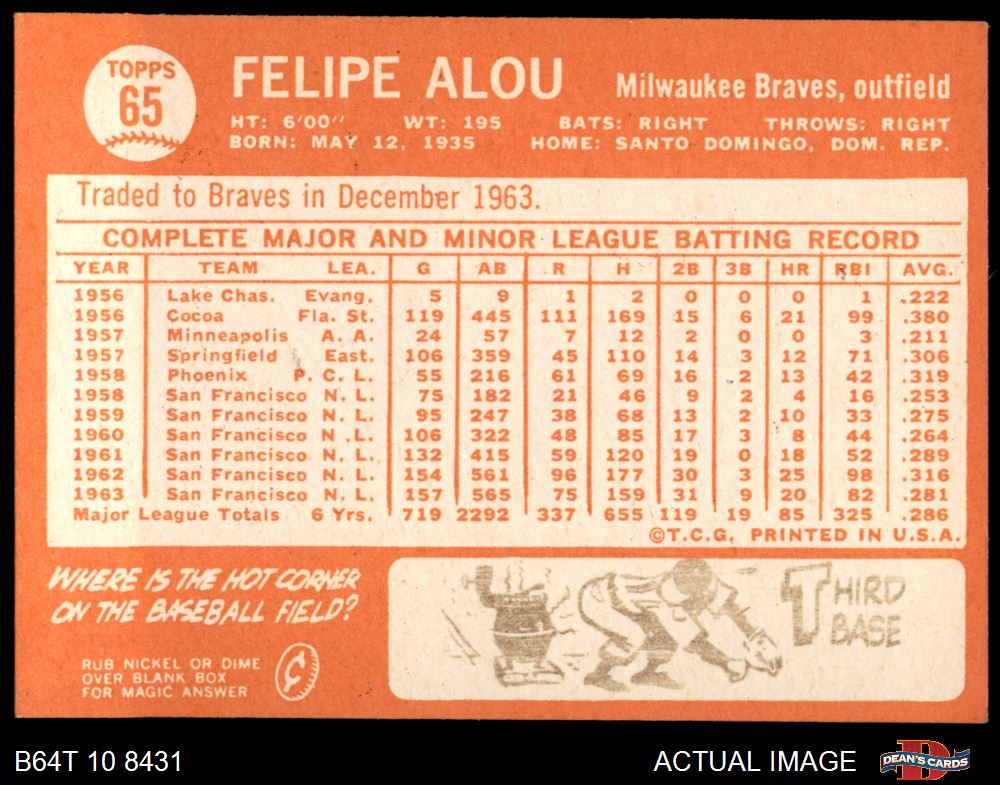 TOPPS
65
FELIPE ALOU Milwaukee Braves, outfield
HT: 6'00" WT: 195 BATS: RIGHT THROWS: RIGHT
BORN: MAY 12, 1935 HOME: SANTO DOMINGO, DOM. REP.
Traded to Braves in December 1963.
COMPLETE MAJOR AND MINOR LEAGUE BATTING RECORD
YEAR TEAM LEA. G AB R H 2B 3B HR RBI AVG.
1956 Lake Chas. Evang. 5 9 1 2 0 0 0 1 .222
1956 Cocoa Fla. St. 119 445 111 169 15 6 21 99 .380
1957 Minneapolis A. A. 24 57 7 12 2 0 0 3 .211
1957 Springfield East. 106 359 45 110 14 3 12 71 .306
1958 Phoenix P. C. L. 55 216 61 69 16 2 13 42 .319
1958 San Francisco N. L. 75 182 21 46 9 2 4 16 .253
1959 San Francisco N. L. 95 247 38 68 13 2 10 33 .275
1960 San Francisco N .L. 106 322 48 85 17 3 8 44 .264
1961 San Francisco N. L. 132 415 59 120 19 0 18 52 .289
1962 San Francisco N. L. 154 561 96 177 30 3 25 98 .316
1963 San Francisco N. L. 157 565 75 159 31 9 20 82 .281
Major League Totals 6 Yrs. 719 2292 337 655 119 19 85 325 .286
©T.C.G. PRINTED IN U.S.A.
WHERE IS THE HOT CORNER
ON THE BASEBALL FIELD?
RUB NICKEL OR DIME
OVER BLANK BOX
FOR MAGIC ANSWER
THIRD
BASE
B64T 10 8431 ACTUAL IMAGE DEAN'S CARDS